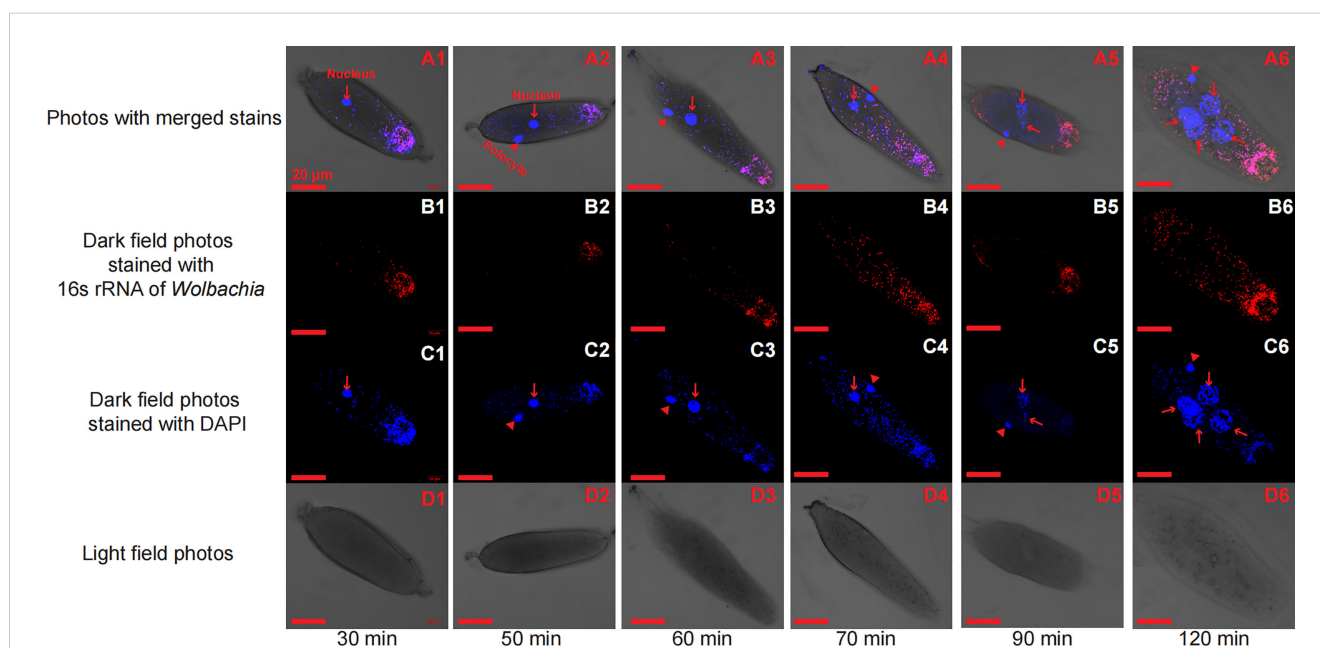 A1 A2 A3 A4 A5 A6
Nucleus
Nucleus
Polocyte
20 µm
Photos with merged stains
B1 B2 B3 B4 B5 B6
Dark field photos
stained with
16s rRNA of Wolbachia
C1 C2 C3 C4 C5 C6
Dark field photos
stained with DAPI
D1 D2 D3 D4 D5 D6
Light field photos
30 min 50 min 60 min 70 min 90 min 120 min